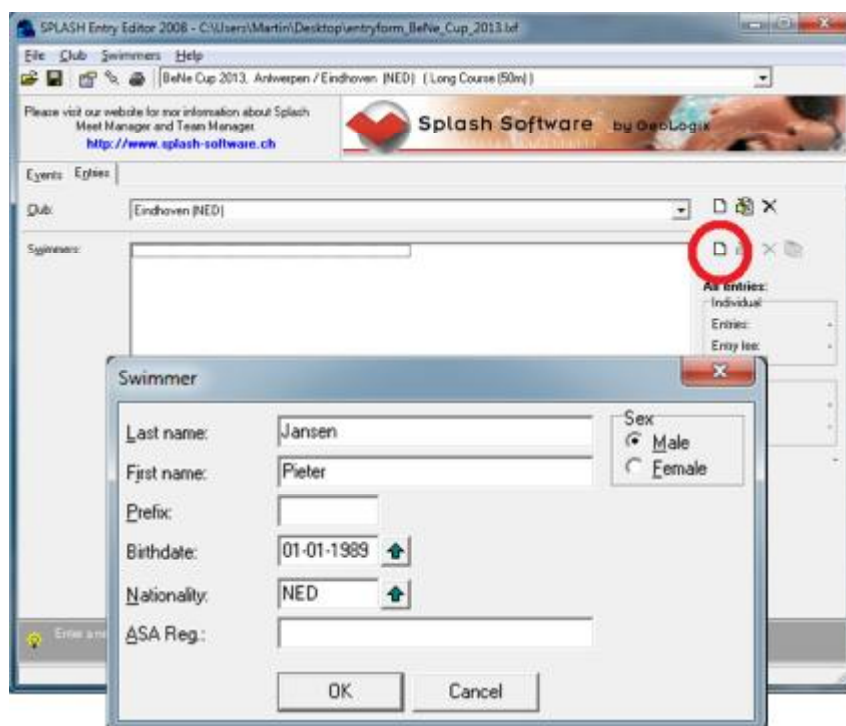 SPLASH Entry Editor 2008 - C:\Users\Martin\Desktop\entryform_BeNe_Cup_2013.lxf
File Club Swimmers Help
BeNe Cup 2013, Antwerpen / Eindhoven (NED) (Long Course (50m))
Please visit our website for mor information about Splash
Meet Manager and Team Manager.
http://www.splash-software.ch
Splash Software by GeoLogix
Events Entries
Club: Eindhoven (NED)
Swimmers:
All entries:
Individual
Entries: -
Entry fee: -
Swimmer
Last name: Jansen
First name: Pieter
Prefix:
Birthdate: 01-01-1989
Nationality: NED
ASA Reg.:
Sex
Male
Female
Enter a
OK Cancel